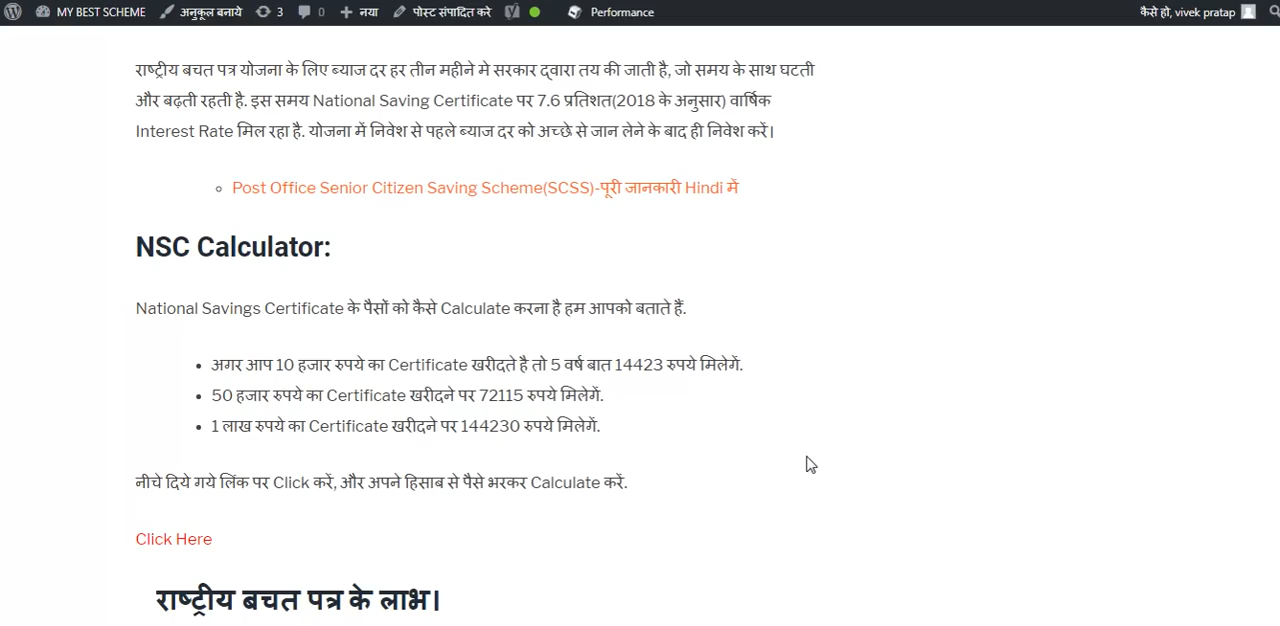 MY BEST SCHEME अनुकूल बनाये 3 0 नया पोस्ट संपादित करे Performance कैसे हो, vivek pratap
राष्ट्रीय बचत पत्र योजना के लिए ब्याज दर हर तीन महीने मे सरकार द्वारा तय की जाती है, जो समय के साथ घटती
और बढ़ती रहती है. इस समय National Saving Certificate पर 7.6 प्रतिशत(2018 के अनुसार) वार्षिक
Interest Rate मिल रहा है. योजना में निवेश से पहले ब्याज दर को अच्छे से जान लेने के बाद ही निवेश करें।
Post Office Senior Citizen Saving Scheme(SCSS)-पूरी जानकारी Hindi में
NSC Calculator:
National Savings Certificate के पैसों को कैसे Calculate करना है हम आपको बताते हैं.
अगर आप 10 हजार रुपये का Certificate खरीदते है तो 5 वर्ष बात 14423 रुपये मिलेगें.
50 हजार रुपये का Certificate खरीदने पर 72115 रुपये मिलेगें.
1 लाख रुपये का Certificate खरीदने पर 144230 रुपये मिलेगें.
नीचे दिये गये लिंक पर Click करें, और अपने हिसाब से पैसे भरकर Calculate करें.
Click Here
राष्ट्रीय बचत पत्र के लाभ।